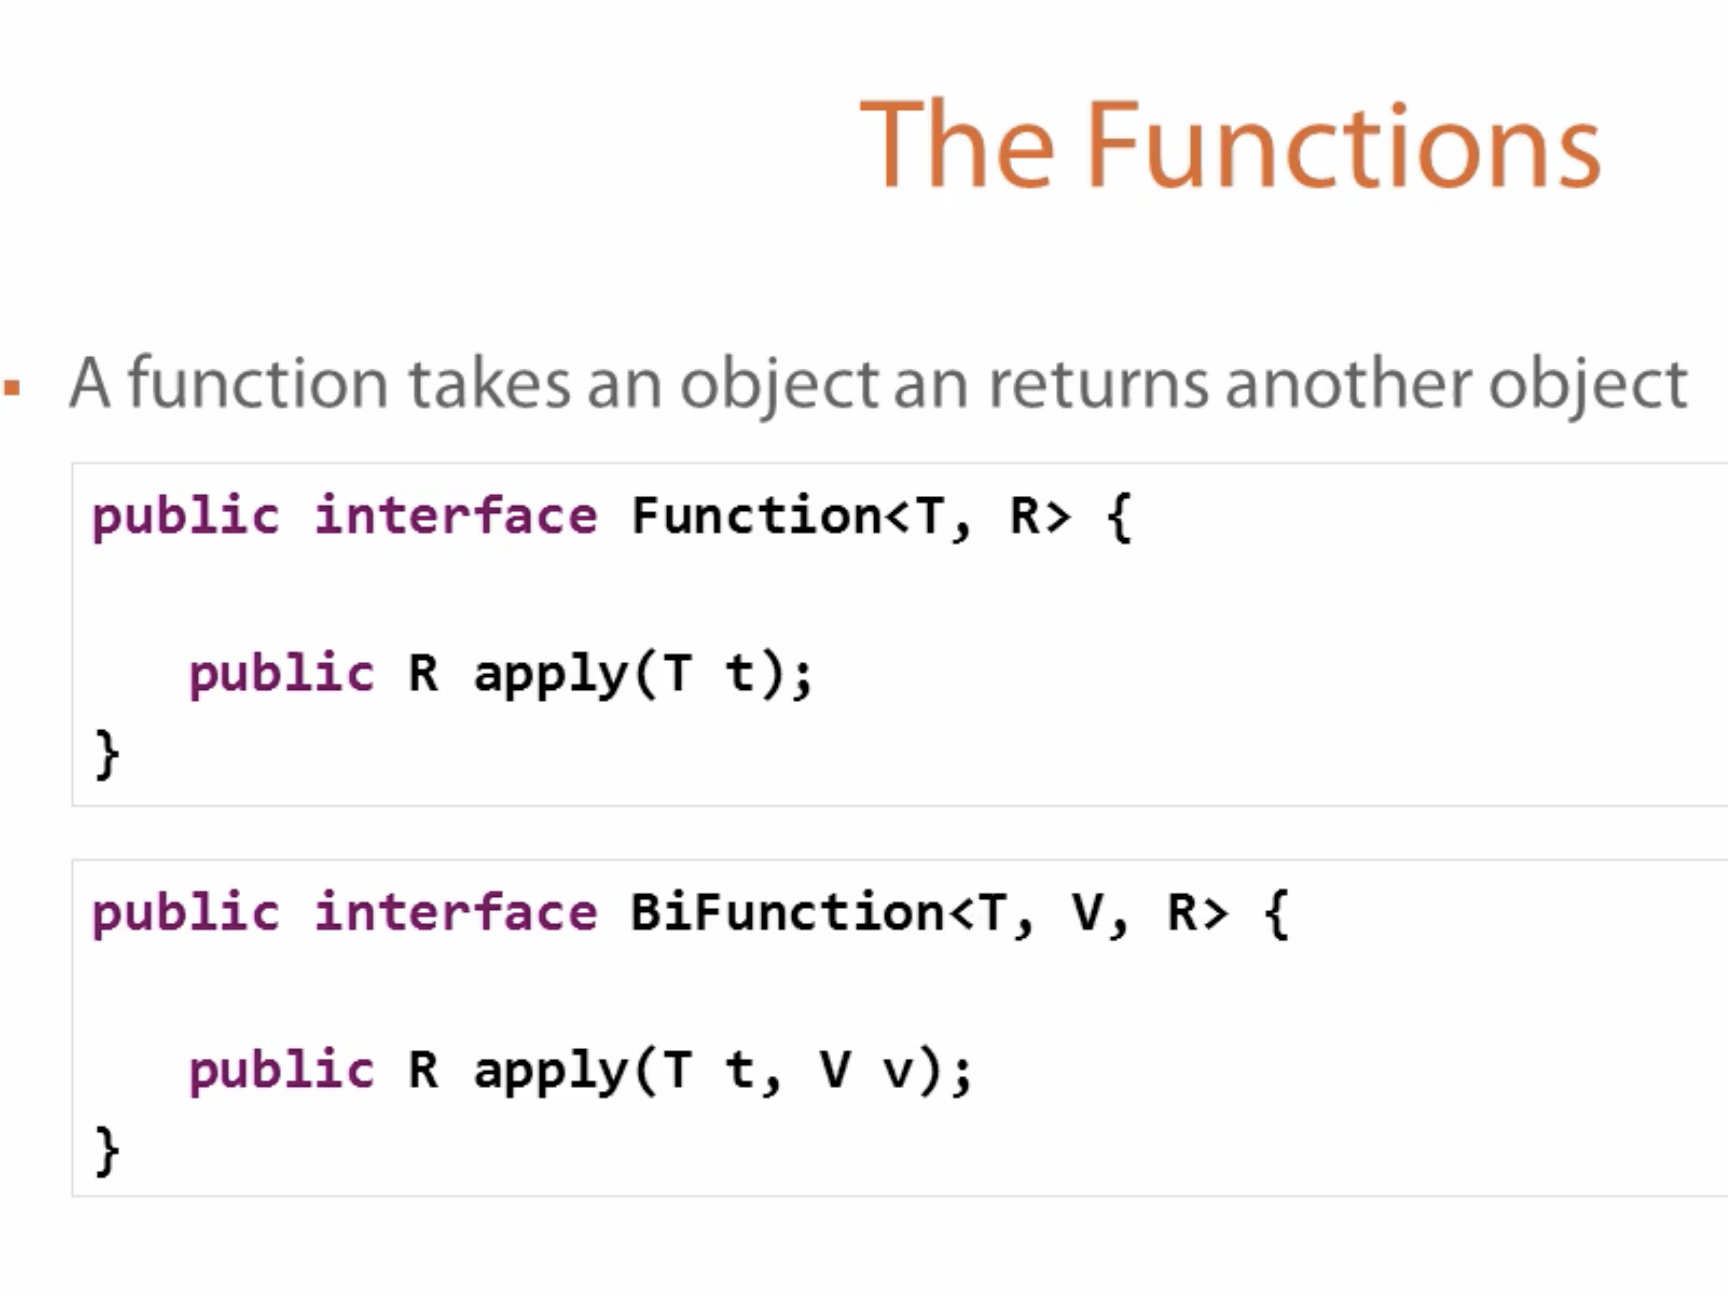 The Functions
▪ A function takes an object an returns another object
public interface Function<T, R> {
public R apply(T t);
}
public interface BiFunction<T, V, R> {
public R apply(T t, V v);
}